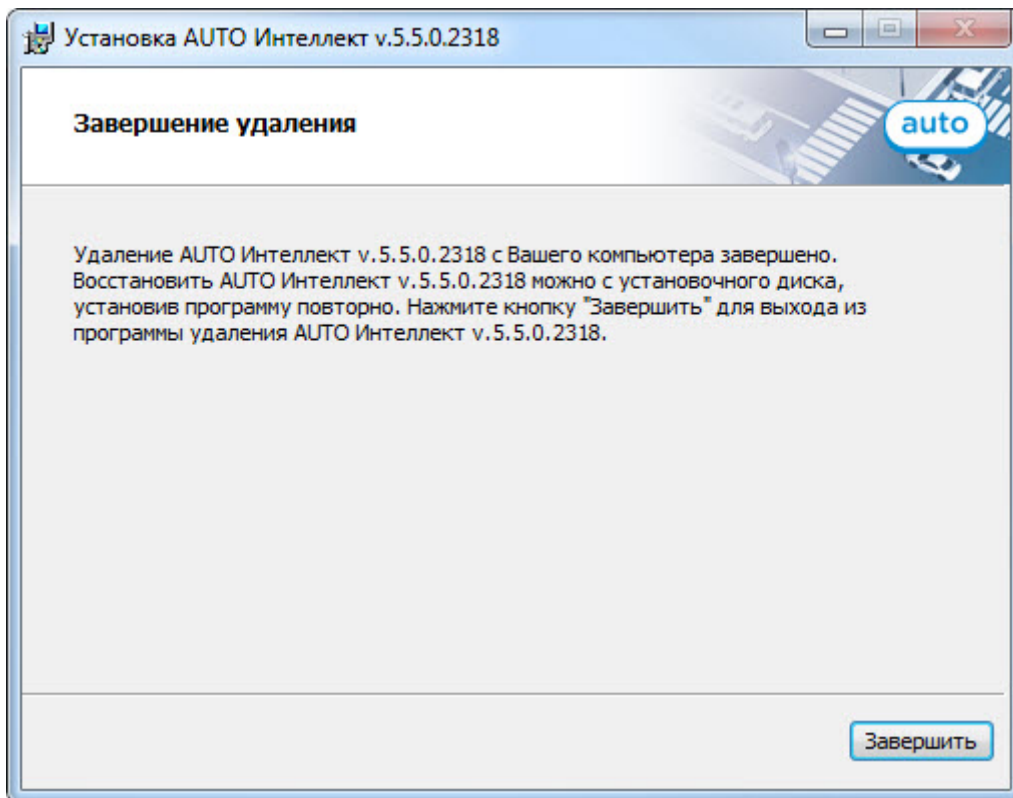 Установка AUTO Интеллект v.5.5.0.2318
Завершение удаления
auto
Удаление AUTO Интеллект v.5.5.0.2318 с Вашего компьютера завершено.
Восстановить AUTO Интеллект v.5.5.0.2318 можно с установочного диска,
установив программу повторно. Нажмите кнопку "Завершить" для выхода из
программы удаления AUTO Интеллект v.5.5.0.2318.
Завершить